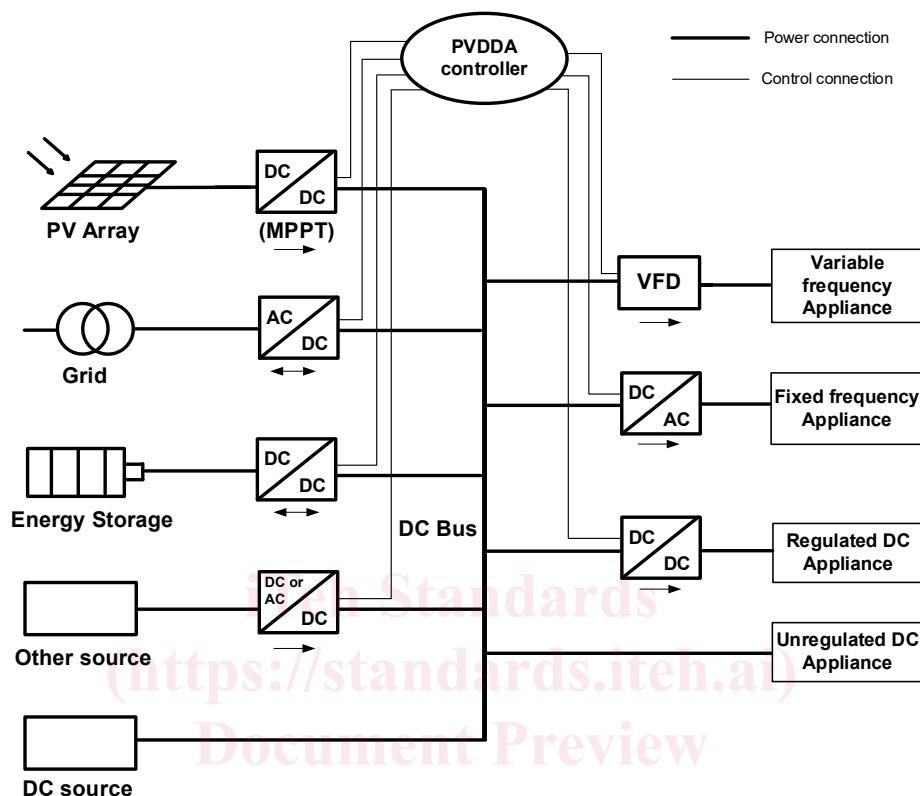 PVDDA
controller
Power connection
Control connection
DC
DC
(MPPT)
PV Array
AC
DC
Grid
DC
DC
Energy Storage
DC or
AC
DC
Other source
DC source
DC Bus
VFD
Variable
frequency
Appliance
DC
AC
Fixed frequency
Appliance
DC
DC
Regulated DC
Appliance
Unregulated DC
Appliance
iTeh Standards
(https://standards.iteh.ai)
Document Preview